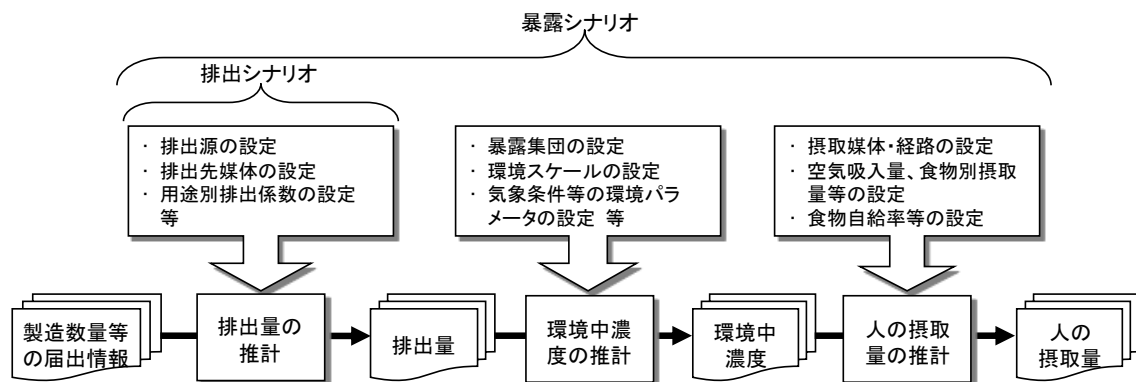 暴露シナリオ
排出シナリオ
・ 排出源の設定
・ 排出先媒体の設定
・ 用途別排出係数の設定
等
・ 暴露集団の設定
・ 環境スケールの設定
・ 気象条件等の環境パラ
メータの設定 等
・ 摂取媒体・経路の設定
・ 空気吸入量、食物別摂取
量等の設定
・ 食物自給率等の設定
製造数量等
の届出情報
排出量の
推計
排出量
環境中濃
度の推計
環境中
濃度
人の摂取
量の推計
人の
摂取量